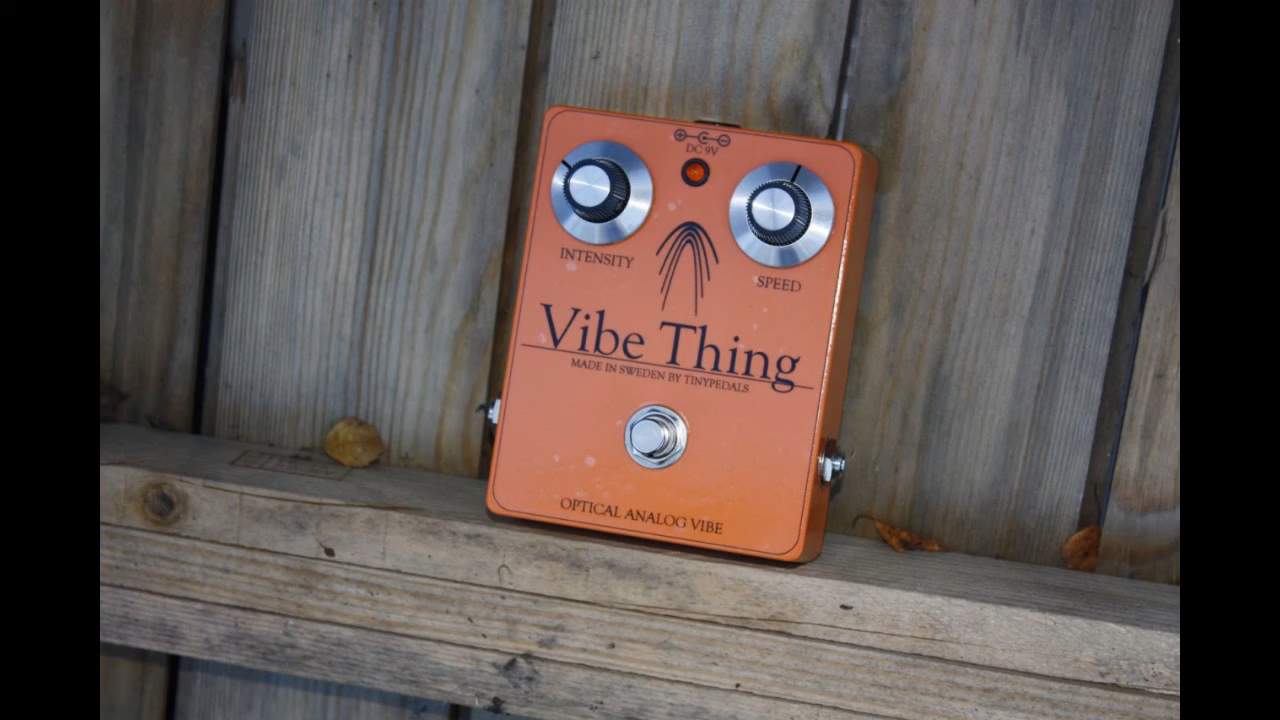 DC 9V
INTENSITY
SPEED
Vibe Thing
MADE IN SWEDEN BY TINYPEDALS
OPTICAL ANALOG VIBE